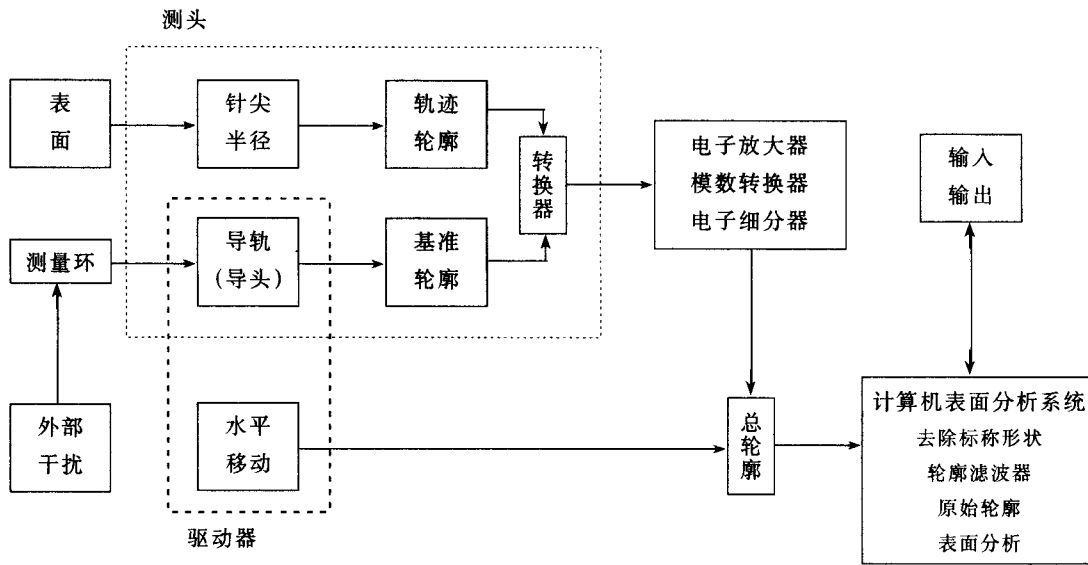 测头
表
面
针尖
半径
轨迹
轮廓
转
换
器
电子放大器
模数转换器
电子细分器
输入
输出
测量环
导轨
(导头)
基准
轮廓
外部
干扰
水平
移动
总
轮
廓
计算机表面分析系统
去除标称形状
轮廓滤波器
原始轮廓
表面分析
驱动器